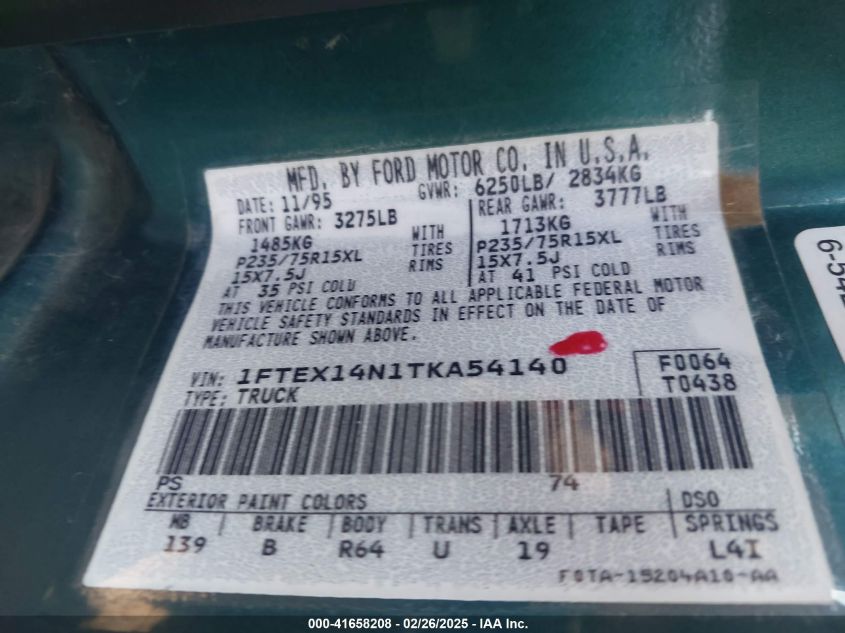 MFD. BY FORD MOTOR CO. IN U.S.A.
DATE: 11/95 GVWR: 6250LB/ 2834KG
FRONT GAWR: 3275LB REAR GAWR: 3777LB
1485KG WITH 1713KG WITH
P235/75R15XL TIRES P235/75R15XL TIRES
15X7.5J RIMS 15X7.5J RIMS
AT 35 PSI COLD AT 41 PSI COLD
THIS VEHICLE CONFORMS TO ALL APPLICABLE FEDERAL MOTOR
VEHICLE SAFETY STANDARDS IN EFFECT ON THE DATE OF
MANUFACTURE SHOWN ABOVE.
VIN: 1FTEX14N1TKA54140 F0064
TYPE: TRUCK T0438
PS 74
EXTERIOR PAINT COLORS DSO
WB BRAKE BODY TRANS AXLE TAPE SPRINGS
139 B R64 U 19 L4I
F0TA-15204A10-AA
000-41658208 - 02/26/2025 - IAA Inc.